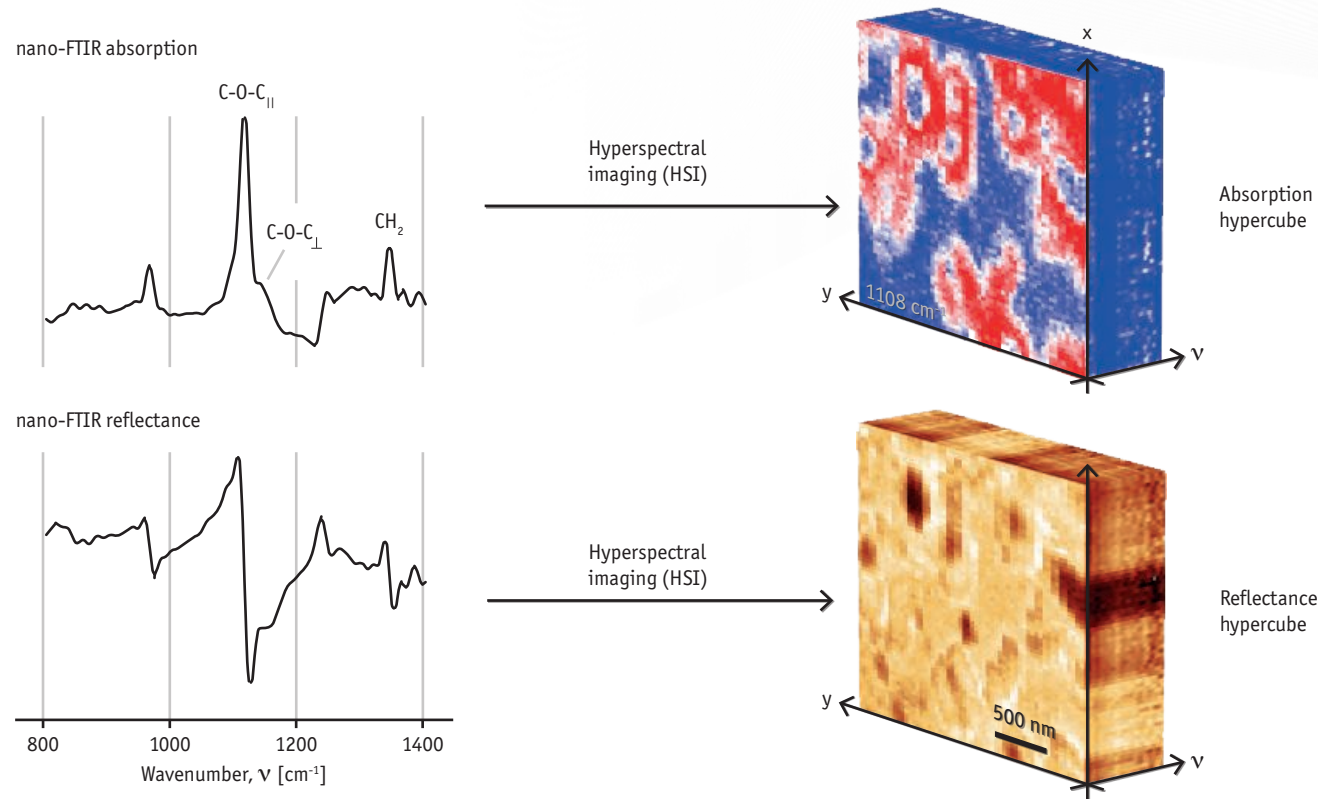 nano-FTIR absorption
C-O-C||
C-O-C⊥
CH2
Hyperspectral
imaging (HSI)
x
y
1108 cm-1
ν
Absorption
hypercube
nano-FTIR reflectance
Hyperspectral
imaging (HSI)
y
500 nm
ν
Reflectance
hypercube
800 1000 1200 1400
Wavenumber, ν [cm-1]